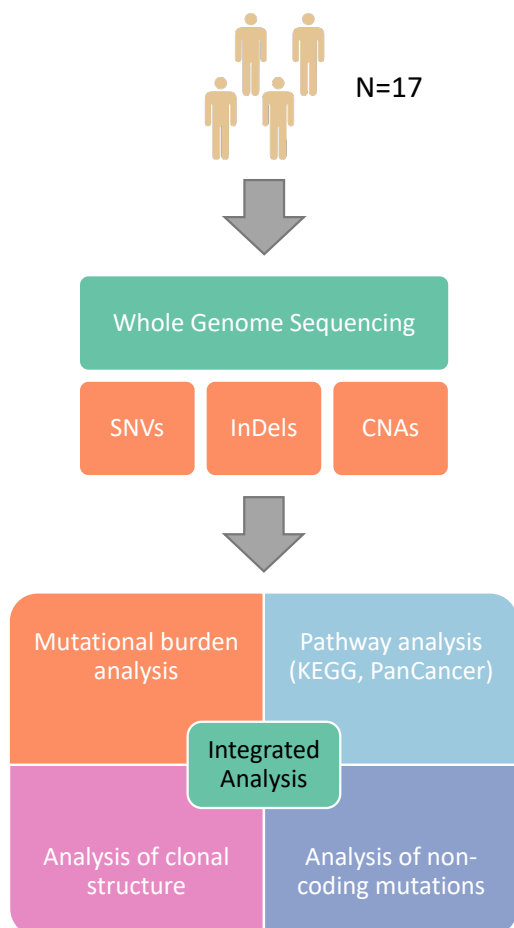 N=17
Whole Genome Sequencing
SNVs
InDels
CNAs
Mutational burden
analysis
Pathway analysis
(KEGG, PanCancer)
Integrated
Analysis
Analysis of clonal
structure
Analysis of non-
coding mutations